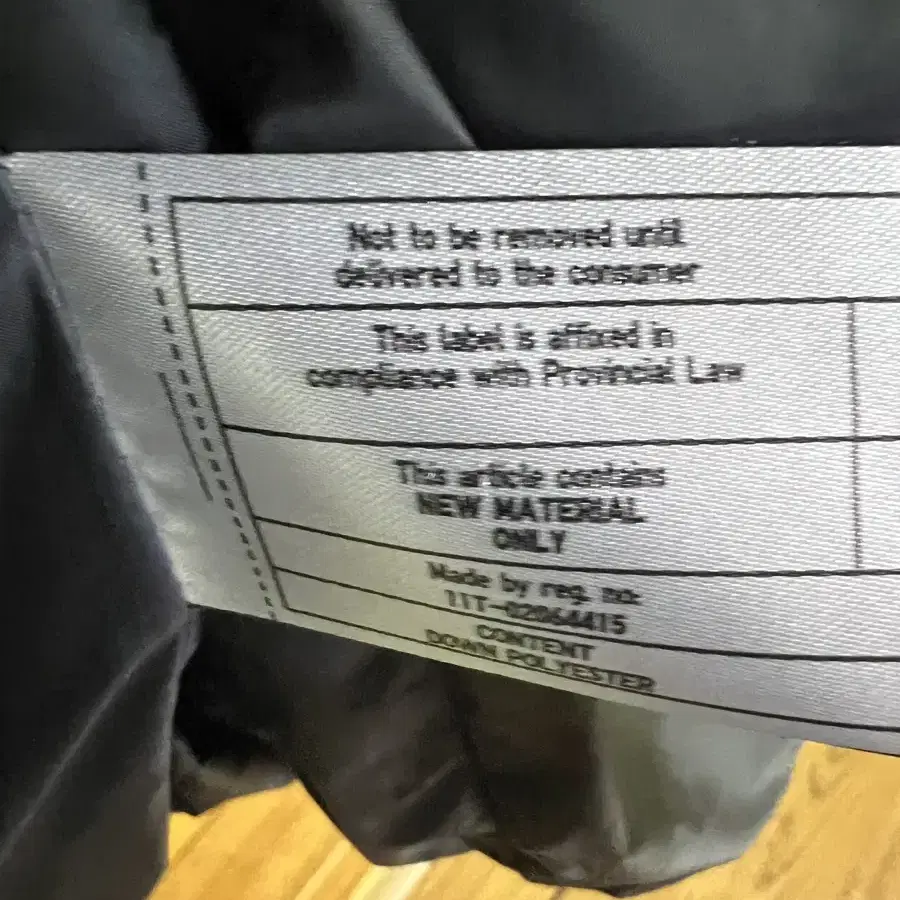 Not to be removed until
delivered to the consumer
This label is affixed in
compliance with Provincial Law
This article contains
NEW MATERIAL
ONLY
Made by reg. no:
11T-02064415
CONTENT
DOWN POLYESTER